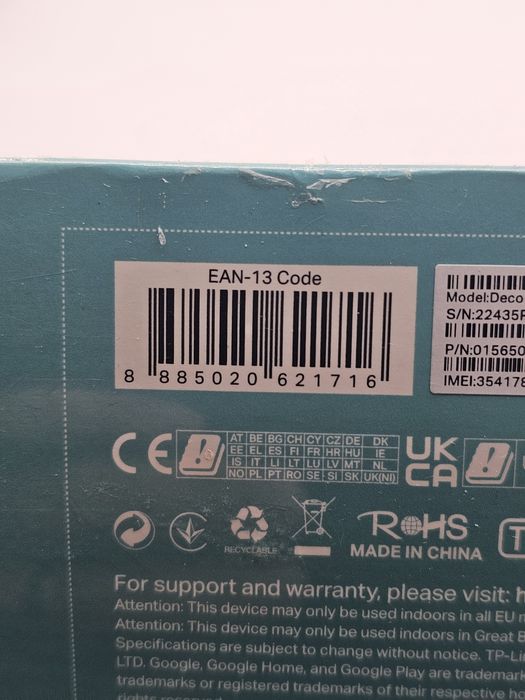 EAN-13 Code
8 885020 621716
Model:Deco
S/N:22435
P/N:015650
IMEI:354178
CE
AT BE BG CH CY CZ DE DK
EE EL ES FI FR HR HU IE
IS IT LI LT LU LV MT NL
NO PL PT RO SE SI SK UK(NI)
UK
CA
RECYCLABLE
RoHS
MADE IN CHINA
For support and warranty, please visit:
Attention: This device may only be used indoors in all EU
Attention: This device may only be used indoors in Great
Specifications are subject to change without notice. TP-
LTD. Google, Google Home, and Google Play are
trademarks or registered trademarks of their respective
rights